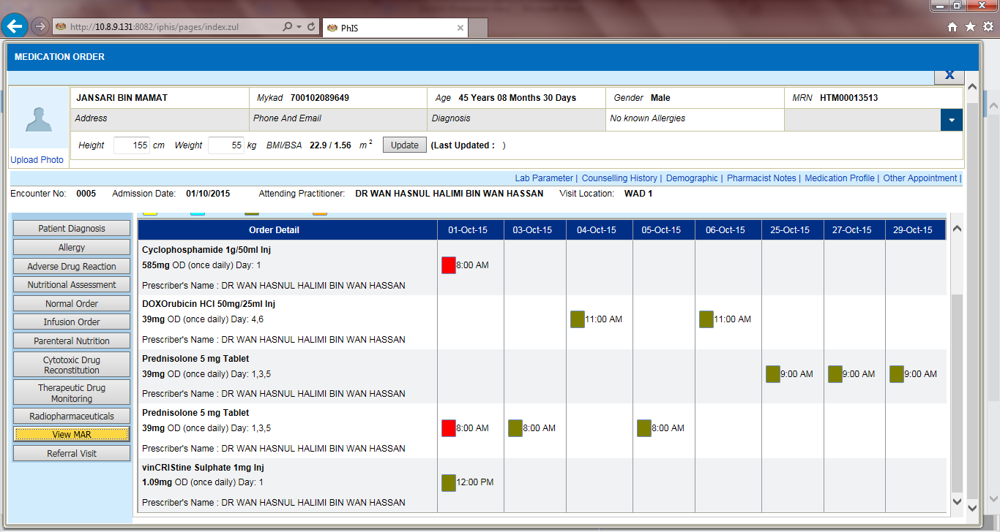 http://10.8.9.131:8082/iphis/pages/index.zul
PhIS
MEDICATION ORDER
X
JANSARI BIN MAMAT Mykad 700102089649 Age 45 Years 08 Months 30 Days Gender Male MRN HTM00013513
Address Phone And Email Diagnosis No known Allergies
Height 155 cm Weight 55 kg BMI/BSA 22.9 / 1.56 m 2 Update (Last Updated : )
Upload Photo
Lab Parameter | Counselling History | Demographic | Pharmacist Notes | Medication Profile | Other Appointment |
Encounter No: 0005 Admission Date: 01/10/2015 Attending Practitioner: DR WAN HASNUL HALIMI BIN WAN HASSAN Visit Location: WAD 1
Patient Diagnosis
Allergy
Adverse Drug Reaction
Nutritional Assessment
Normal Order
Infusion Order
Parenteral Nutrition
Cytotoxic Drug
Reconstitution
Therapeutic Drug
Monitoring
Radiopharmaceuticals
View MAR
Referral Visit
Order Detail 01-Oct-15 03-Oct-15 04-Oct-15 05-Oct-15 06-Oct-15 25-Oct-15 27-Oct-15 29-Oct-15
Cyclophosphamide 1g/50ml Inj
585mg OD (once daily) Day: 1 8:00 AM
Prescriber's Name : DR WAN HASNUL HALIMI BIN WAN HASSAN
DOXOrubicin HCl 50mg/25ml Inj
39mg OD (once daily) Day: 4,6 11:00 AM 11:00 AM
Prescriber's Name : DR WAN HASNUL HALIMI BIN WAN HASSAN
Prednisolone 5 mg Tablet
39mg OD (once daily) Day: 1,3,5 9:00 AM 9:00 AM 9:00 AM
Prescriber's Name : DR WAN HASNUL HALIMI BIN WAN HASSAN
Prednisolone 5 mg Tablet
39mg OD (once daily) Day: 1,3,5 8:00 AM 8:00 AM 8:00 AM
Prescriber's Name : DR WAN HASNUL HALIMI BIN WAN HASSAN
vinCRIStine Sulphate 1mg Inj
1.09mg OD (once daily) Day: 1 12:00 PM
Prescriber's Name : DR WAN HASNUL HALIMI BIN WAN HASSAN